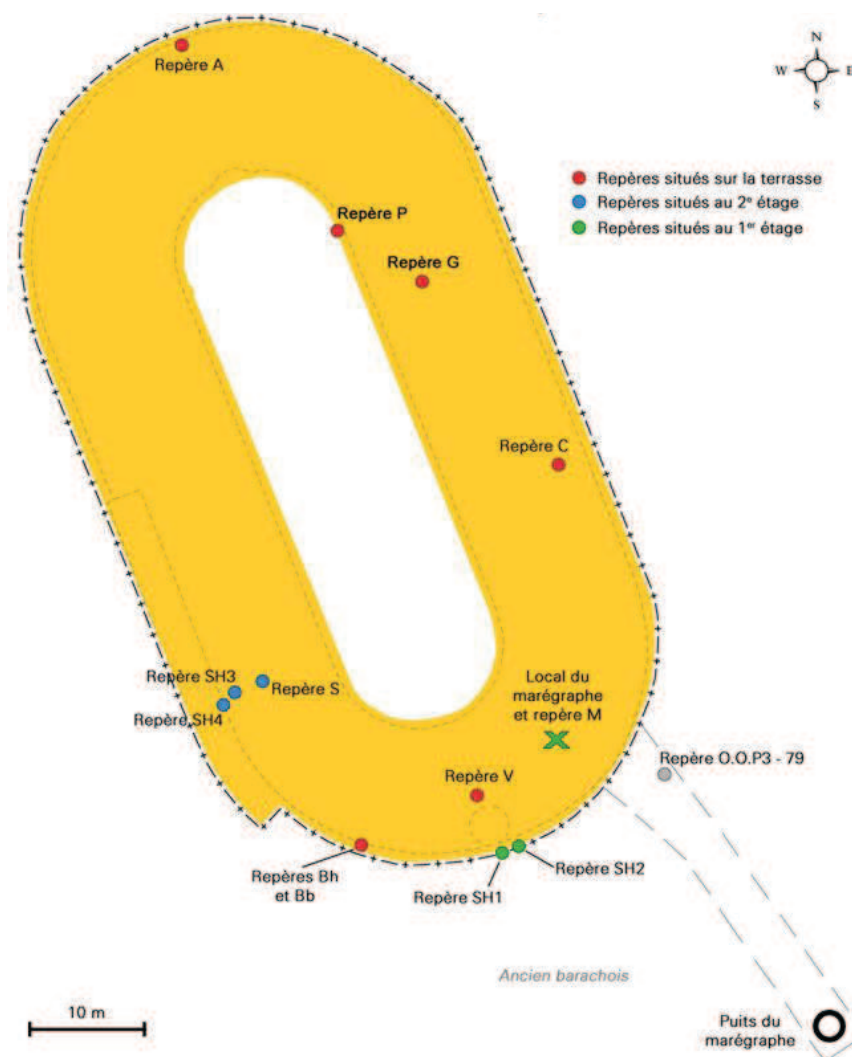 Repère A
N
W E
S
Repères situés sur la terrasse
Repères situés au 2e étage
Repères situés au 1er étage
Repère P
Repère G
Repère C
Repère SH3
Repère S
Repère SH4
Local du
marégraphe
et repère M
Repère O.O.P3 - 79
Repère V
Repères Bh
et Bb
Repère SH1
Repère SH2
Ancien barachois
10 m
Puits du
marégraphe